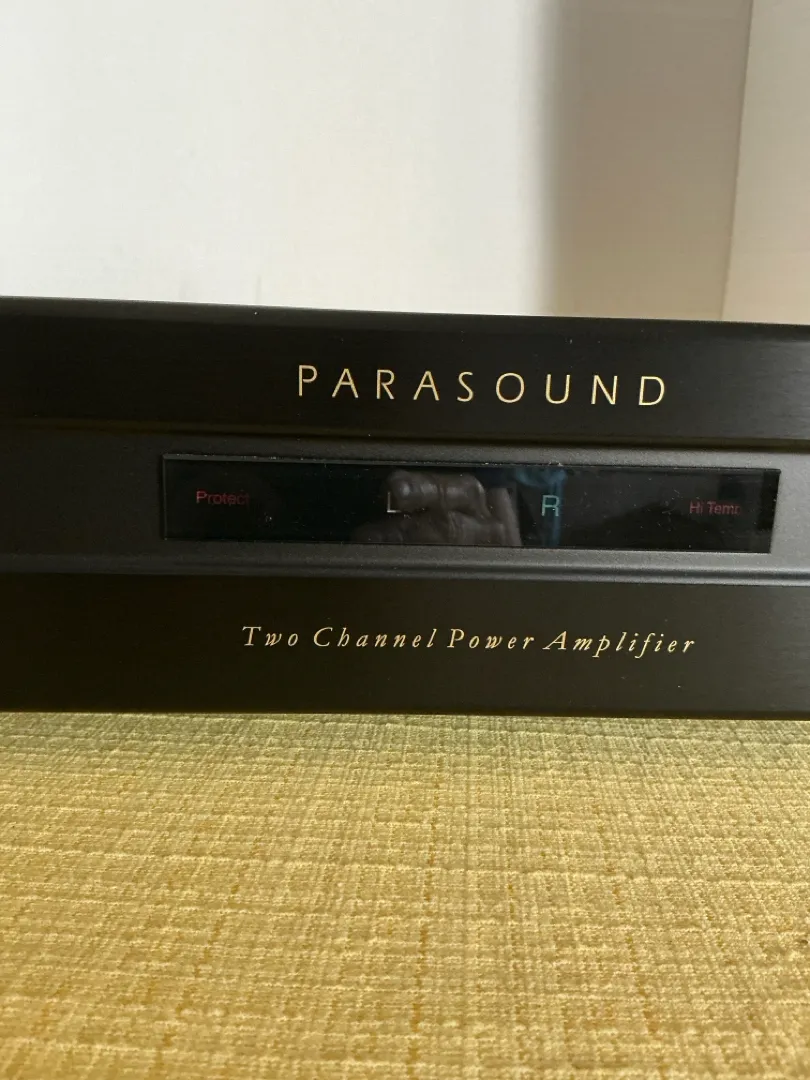 PARASOUND
Protect L R Hi Temp
Two Channel Power Amplifier